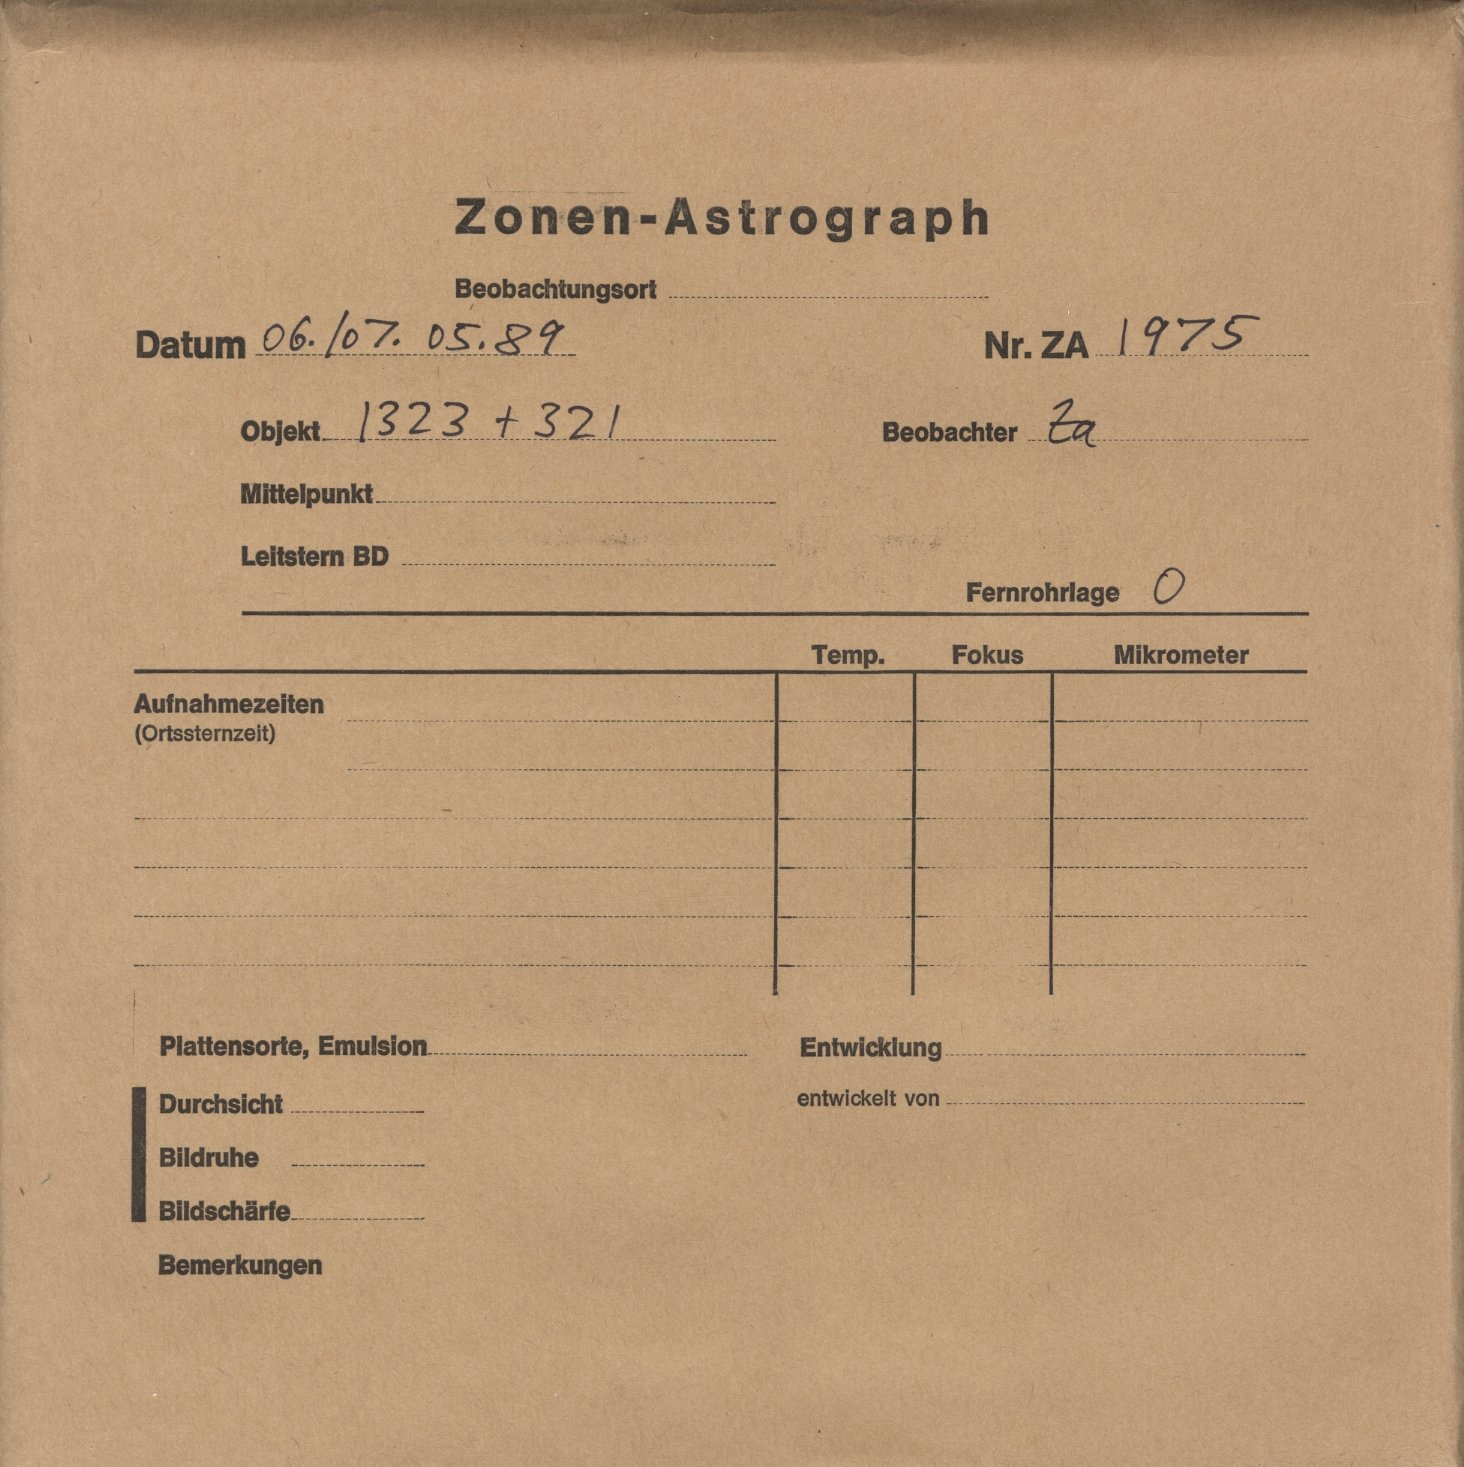 Zonen-Astrograph
Beobachtungsort
Datum 06./07. 05.89 Nr. ZA 1975
Objekt 1323 + 321 Beobachter Za
Mittelpunkt
Leitstern BD
Fernrohrlage O
Temp. Fokus Mikrometer
Aufnahmezeiten
(Ortssternzeit)
Plattensorte, Emulsion Entwicklung
Durchsicht entwickelt von
Bildruhe
Bildschärfe
Bemerkungen